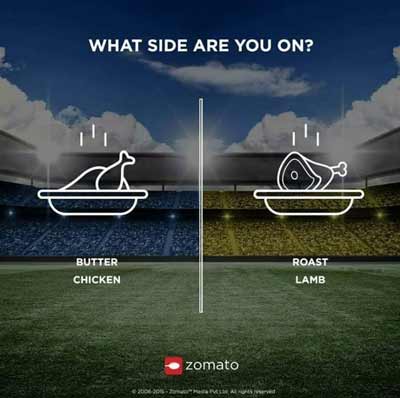 WHAT SIDE ARE YOU ON?
BUTTER
CHICKEN
ROAST
LAMB
zomato
© 2008-2015 - Zomato™ Media Pvt Ltd. All rights reserved